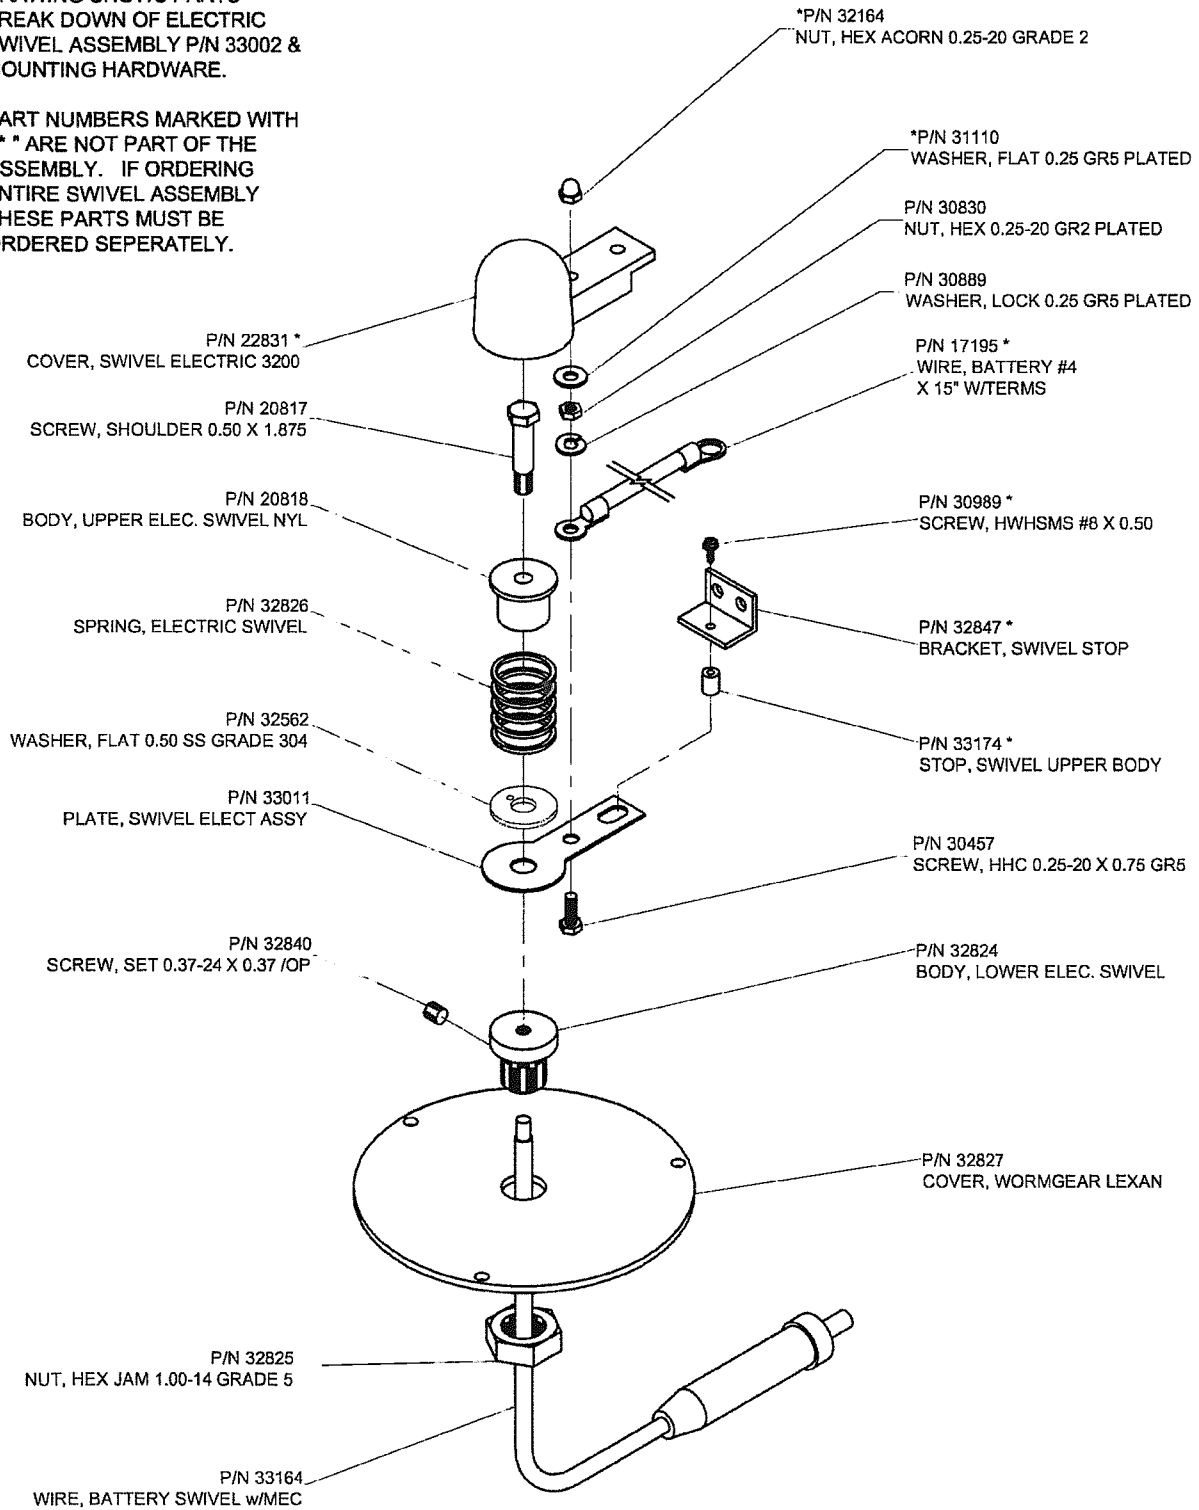 REAK DOWN OF ELECTRIC
WIVEL ASSEMBLY P/N 33002 &
OUNTING HARDWARE.
ART NUMBERS MARKED WITH
* " ARE NOT PART OF THE
SSEMBLY. IF ORDERING
NTIRE SWIVEL ASSEMBLY
HESE PARTS MUST BE
RDERED SEPERATELY.
*P/N 32164
NUT, HEX ACORN 0.25-20 GRADE 2
*P/N 31110
WASHER, FLAT 0.25 GR5 PLATED
P/N 30830
NUT, HEX 0.25-20 GR2 PLATED
P/N 30889
WASHER, LOCK 0.25 GR5 PLATED
P/N 22831 *
COVER, SWIVEL ELECTRIC 3200
P/N 17195 *
WIRE, BATTERY #4
X 15" W/TERMS
P/N 20817
SCREW, SHOULDER 0.50 X 1.875
P/N 20818
BODY, UPPER ELEC. SWIVEL NYL
P/N 30989 *
SCREW, HWHSMS #8 X 0.50
P/N 32826
SPRING, ELECTRIC SWIVEL
P/N 32847 *
BRACKET, SWIVEL STOP
P/N 32562
WASHER, FLAT 0.50 SS GRADE 304
P/N 33174 *
STOP, SWIVEL UPPER BODY
P/N 33011
PLATE, SWIVEL ELECT ASSY
P/N 30457
SCREW, HHC 0.25-20 X 0.75 GR5
P/N 32840
SCREW, SET 0.37-24 X 0.37 /OP
P/N 32824
BODY, LOWER ELEC. SWIVEL
P/N 32827
COVER, WORMGEAR LEXAN
P/N 32825
NUT, HEX JAM 1.00-14 GRADE 5
P/N 33164
WIRE, BATTERY SWIVEL w/MEC